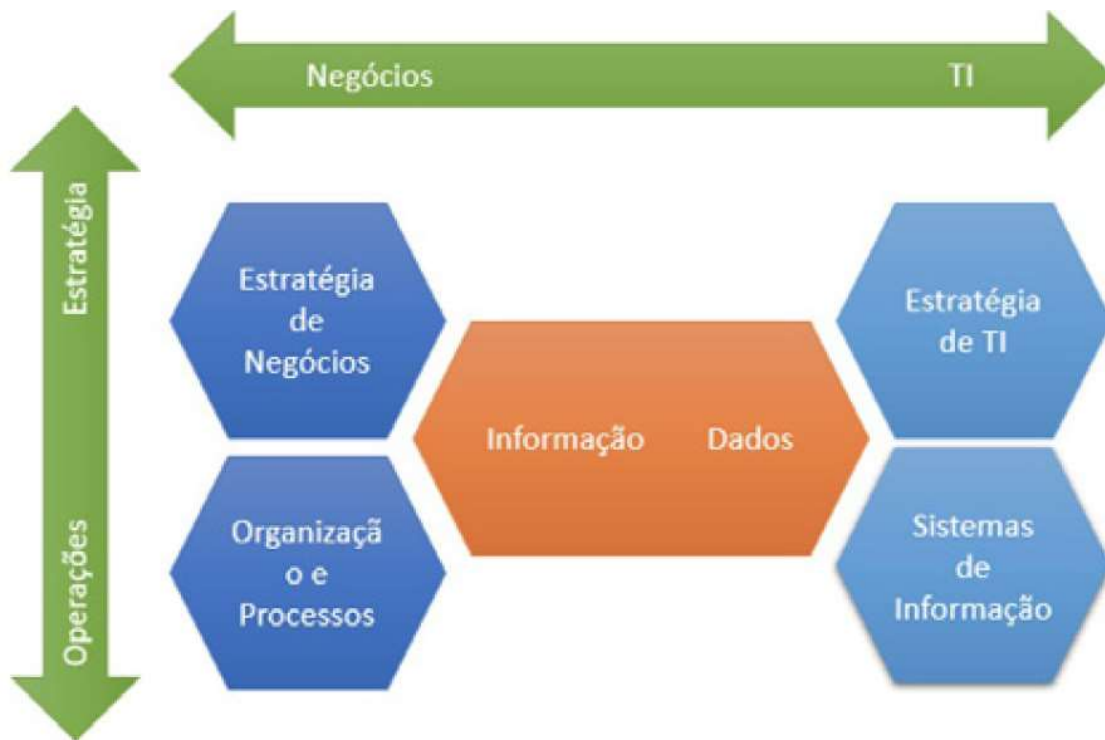 Negócios
TI
Estratégia
Operações
Estratégia
de
Negócios
Estratégia
de TI
Informação
Dados
Organizaçã
o e
Processos
Sistemas
de
Informação